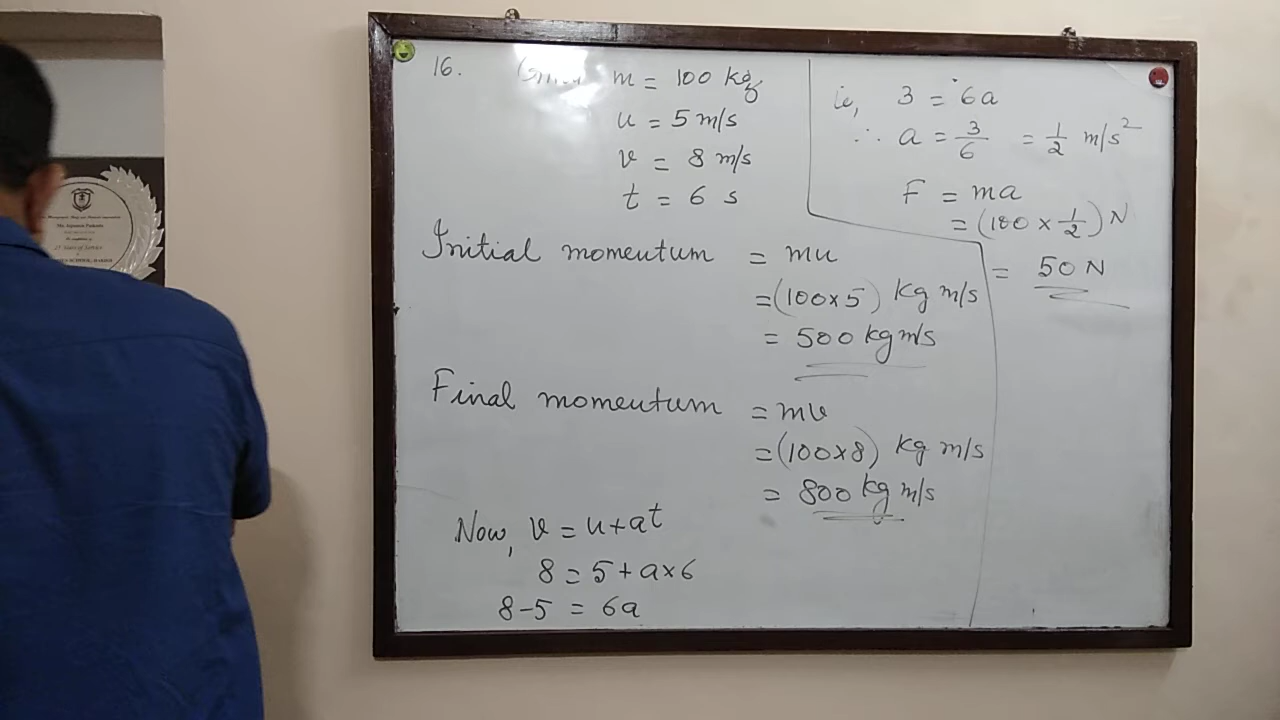 16. m = 100 kg
u = 5 m/s
v = 8 m/s
t = 6 s
Initial momentum = mu
= (100×5) kg m/s
= 500 kg m/s
Final momentum = mv
= (100×8) kg m/s
= 800 kg m/s
Now, v = u+at
8 = 5+a×6
8-5 = 6a
ie, 3 = 6a
∴ a = 3/6 = 1/2 m/s²
F = ma
= (100 × 1/2) N
= 50 N